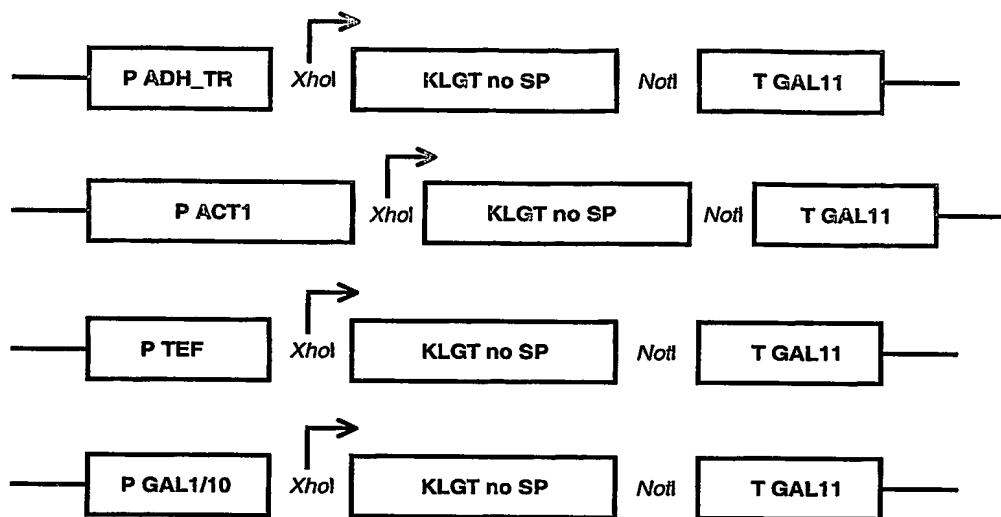 P ADH_TR XhoI KLGT no SP NotI T GAL11
P ACT1 XhoI KLGT no SP NotI T GAL11
P TEF XhoI KLGT no SP NotI T GAL11
P GAL1/10 XhoI KLGT no SP NotI T GAL11